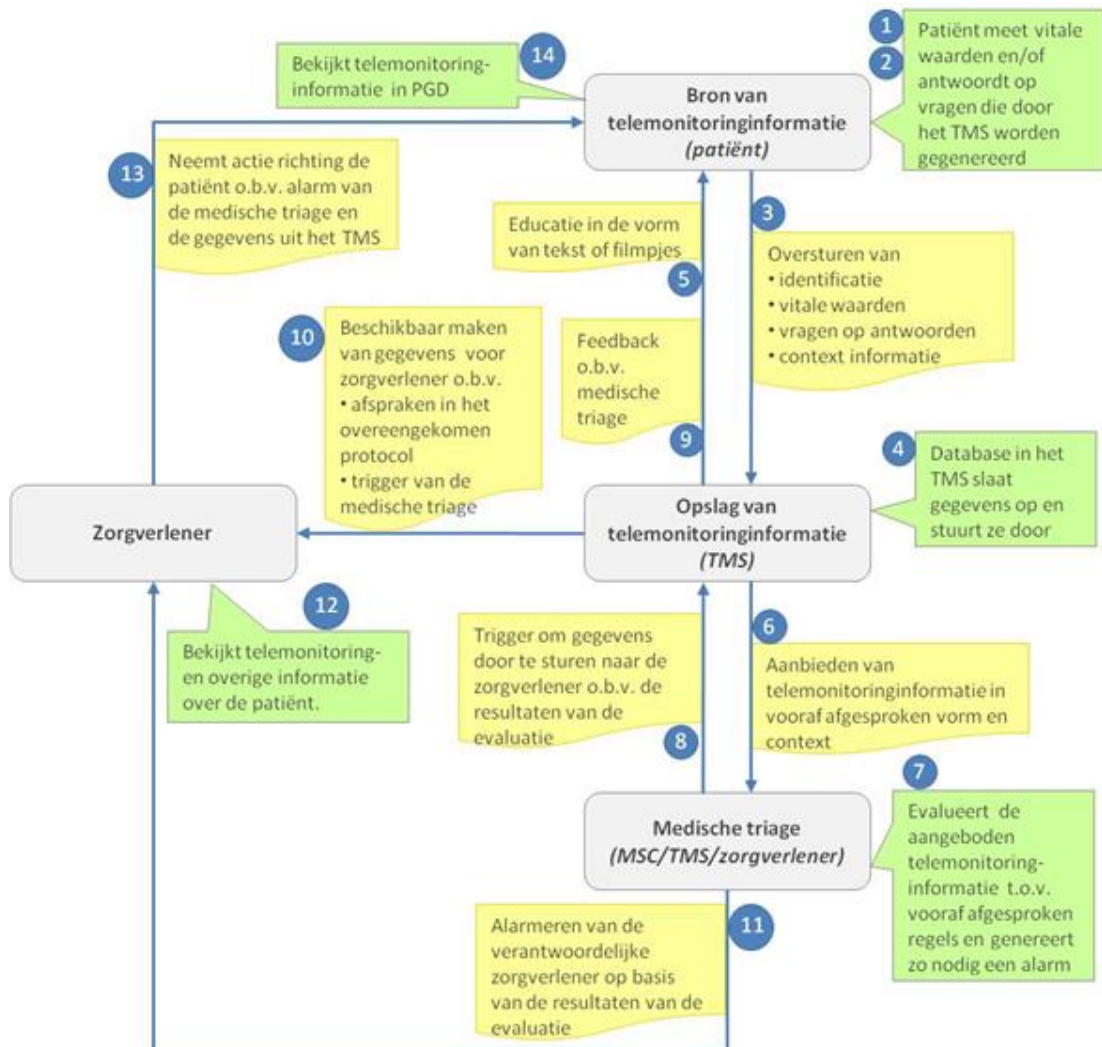 14
Bekijkt telemonitoring-
informatie in PGD
1
2
Patiënt meet vitale
waarden en/of
antwoordt op
vragen die door
het TMS worden
gegenereerd
Bron van
telemonitoringinformatie
(patiënt)
13
Neemt actie richting de
patiënt o.b.v. alarm van
de medische triage en
de gegevens uit het TMS
Educatie in de vorm
van tekst of filmpjes
5
3
Oversturen van
• identificatie
• vitale waarden
• vragen op antwoorden
• context informatie
10
Beschikbaar maken
van gegevens voor
zorgverlener o.b.v.
• afspraken in het
overeengekomen
protocol
• trigger van de
medische triage
Feedback
o.b.v.
medische
triage
9
4
Database in het
TMS slaat
gegevens op en
stuurt ze door
Zorgverlener
Opslag van
telemonitoringinformatie
(TMS)
12
Bekijkt telemonitoring-
en overige informatie
over de patiënt.
Trigger om gegevens
door te sturen naar de
zorgverlener o.b.v. de
resultaten van de
evaluatie
8
6
Aanbieden van
telemonitoringinformatie in
vooraf afgesproken vorm en
context
7
Evalueert de
aangeboden
telemonitoring-
informatie t.o.v.
vooraf afgesproken
regels en genereert
zo nodig een alarm
Medische triage
(MSC/TMS/zorgverlener)
11
Alarmeren van de
verantwoordelijke
zorgverlener op basis
van de resultaten van de
evaluatie